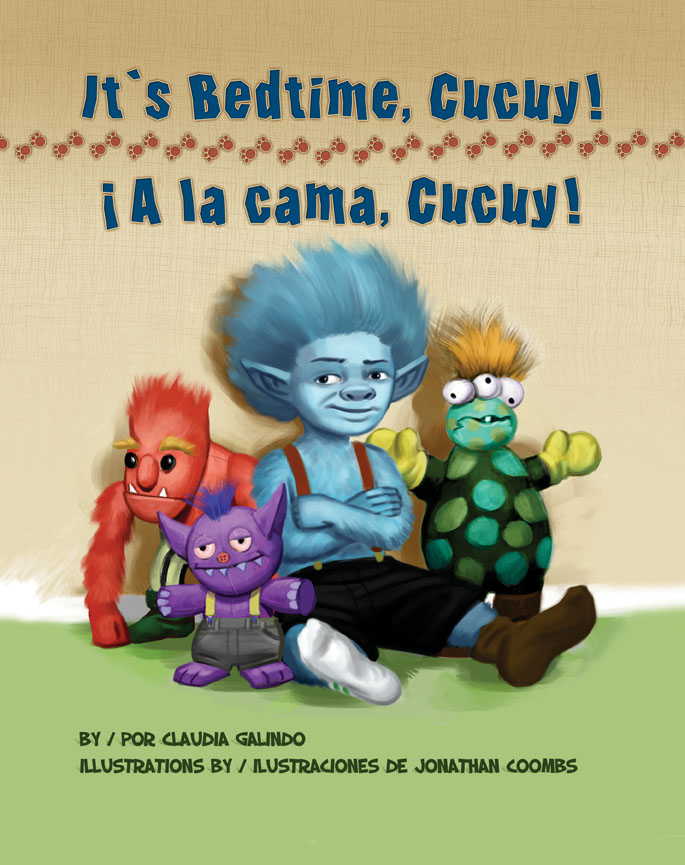 It`s Bedtime, Cucuy!
¡A la cama, Cucuy!
BY / POR CLAUDIA GALINDO
ILLUSTRATIONS BY / ILUSTRACIONES DE JONATHAN COOMBS